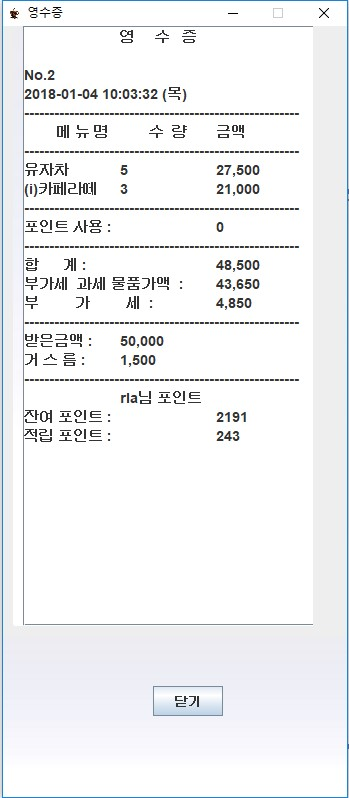 영수증
영 수 증
No.2
2018-01-04 10:03:32 (목)
------------------------------------------------------------
메 뉴 명 수 량 금액
------------------------------------------------------------
유자차 5 27,500
(i)카페라떼 3 21,000
------------------------------------------------------------
포인트 사용 : 0
------------------------------------------------------------
합 계 : 48,500
부가세 과세 물품가액 : 43,650
부 가 세 : 4,850
------------------------------------------------------------
받은금액 : 50,000
거 스 름 : 1,500
------------------------------------------------------------
rla님 포인트
잔여 포인트 : 2191
적립 포인트 : 243
닫기